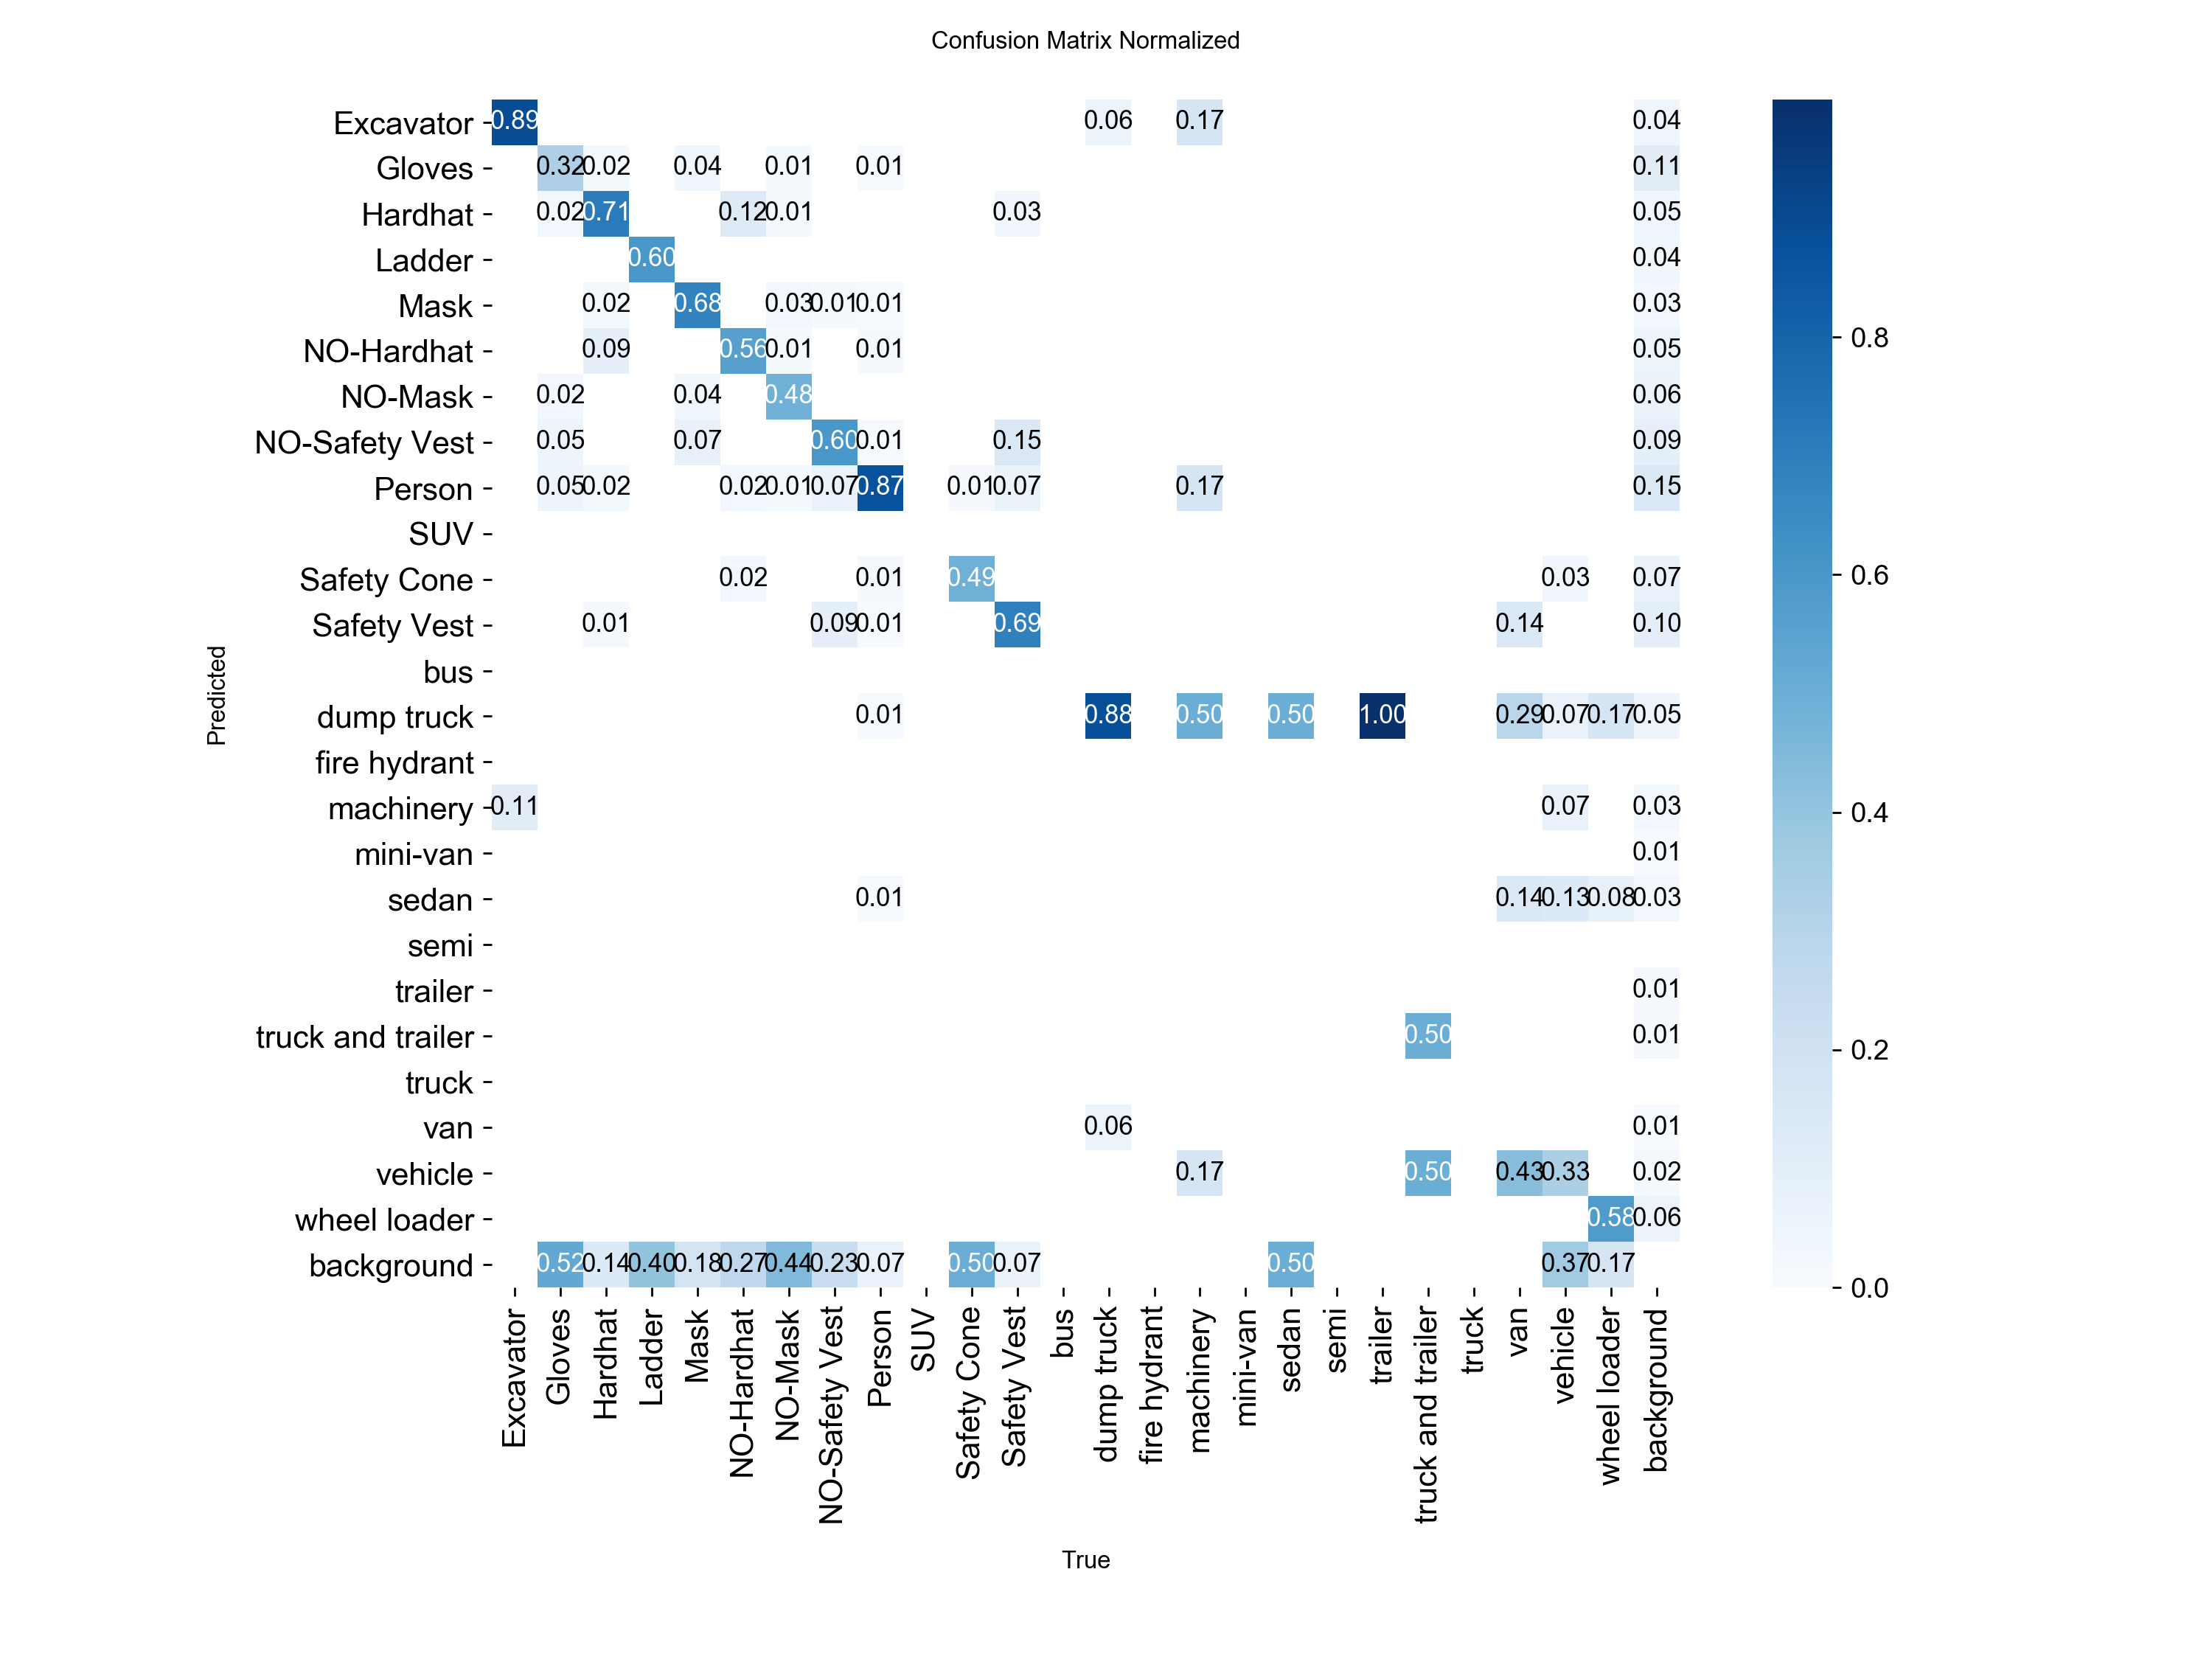 Confusion Matrix Normalized
Excavator 0.89 0.06 0.17 0.04
Gloves 0.32 0.02 0.04 0.01 0.01 0.11
Hardhat 0.02 0.71 0.12 0.01 0.03 0.05
Ladder 0.60 0.04
Mask 0.02 0.68 0.03 0.01 0.01 0.03
NO-Hardhat 0.09 0.56 0.01 0.01 0.05
NO-Mask 0.02 0.04 0.48 0.06
NO-Safety Vest 0.05 0.07 0.60 0.01 0.15 0.09
Person 0.05 0.02 0.02 0.01 0.07 0.87 0.01 0.07 0.17 0.15
SUV
Safety Cone 0.02 0.01 0.49 0.03 0.07
Safety Vest 0.01 0.09 0.01 0.69 0.14 0.10
bus
dump truck 0.01 0.88 0.50 0.50 1.00 0.29 0.07 0.17 0.05
fire hydrant
machinery 0.11 0.07 0.03
mini-van 0.01
sedan 0.01 0.14 0.13 0.08 0.03
semi
trailer 0.01
truck and trailer 0.50 0.01
truck
van 0.06 0.01
vehicle 0.17 0.50 0.43 0.33 0.02
wheel loader 0.58 0.06
background 0.52 0.14 0.40 0.18 0.27 0.44 0.23 0.07 0.50 0.07 0.50 0.37 0.17
Predicted
Excavator
Gloves
Hardhat
Ladder
Mask
NO-Hardhat
NO-Mask
NO-Safety Vest
Person
SUV
Safety Cone
Safety Vest
bus
dump truck
fire hydrant
machinery
mini-van
sedan
semi
trailer
truck and trailer
truck
van
vehicle
wheel loader
background
True
0.8
0.6
0.4
0.2
0.0